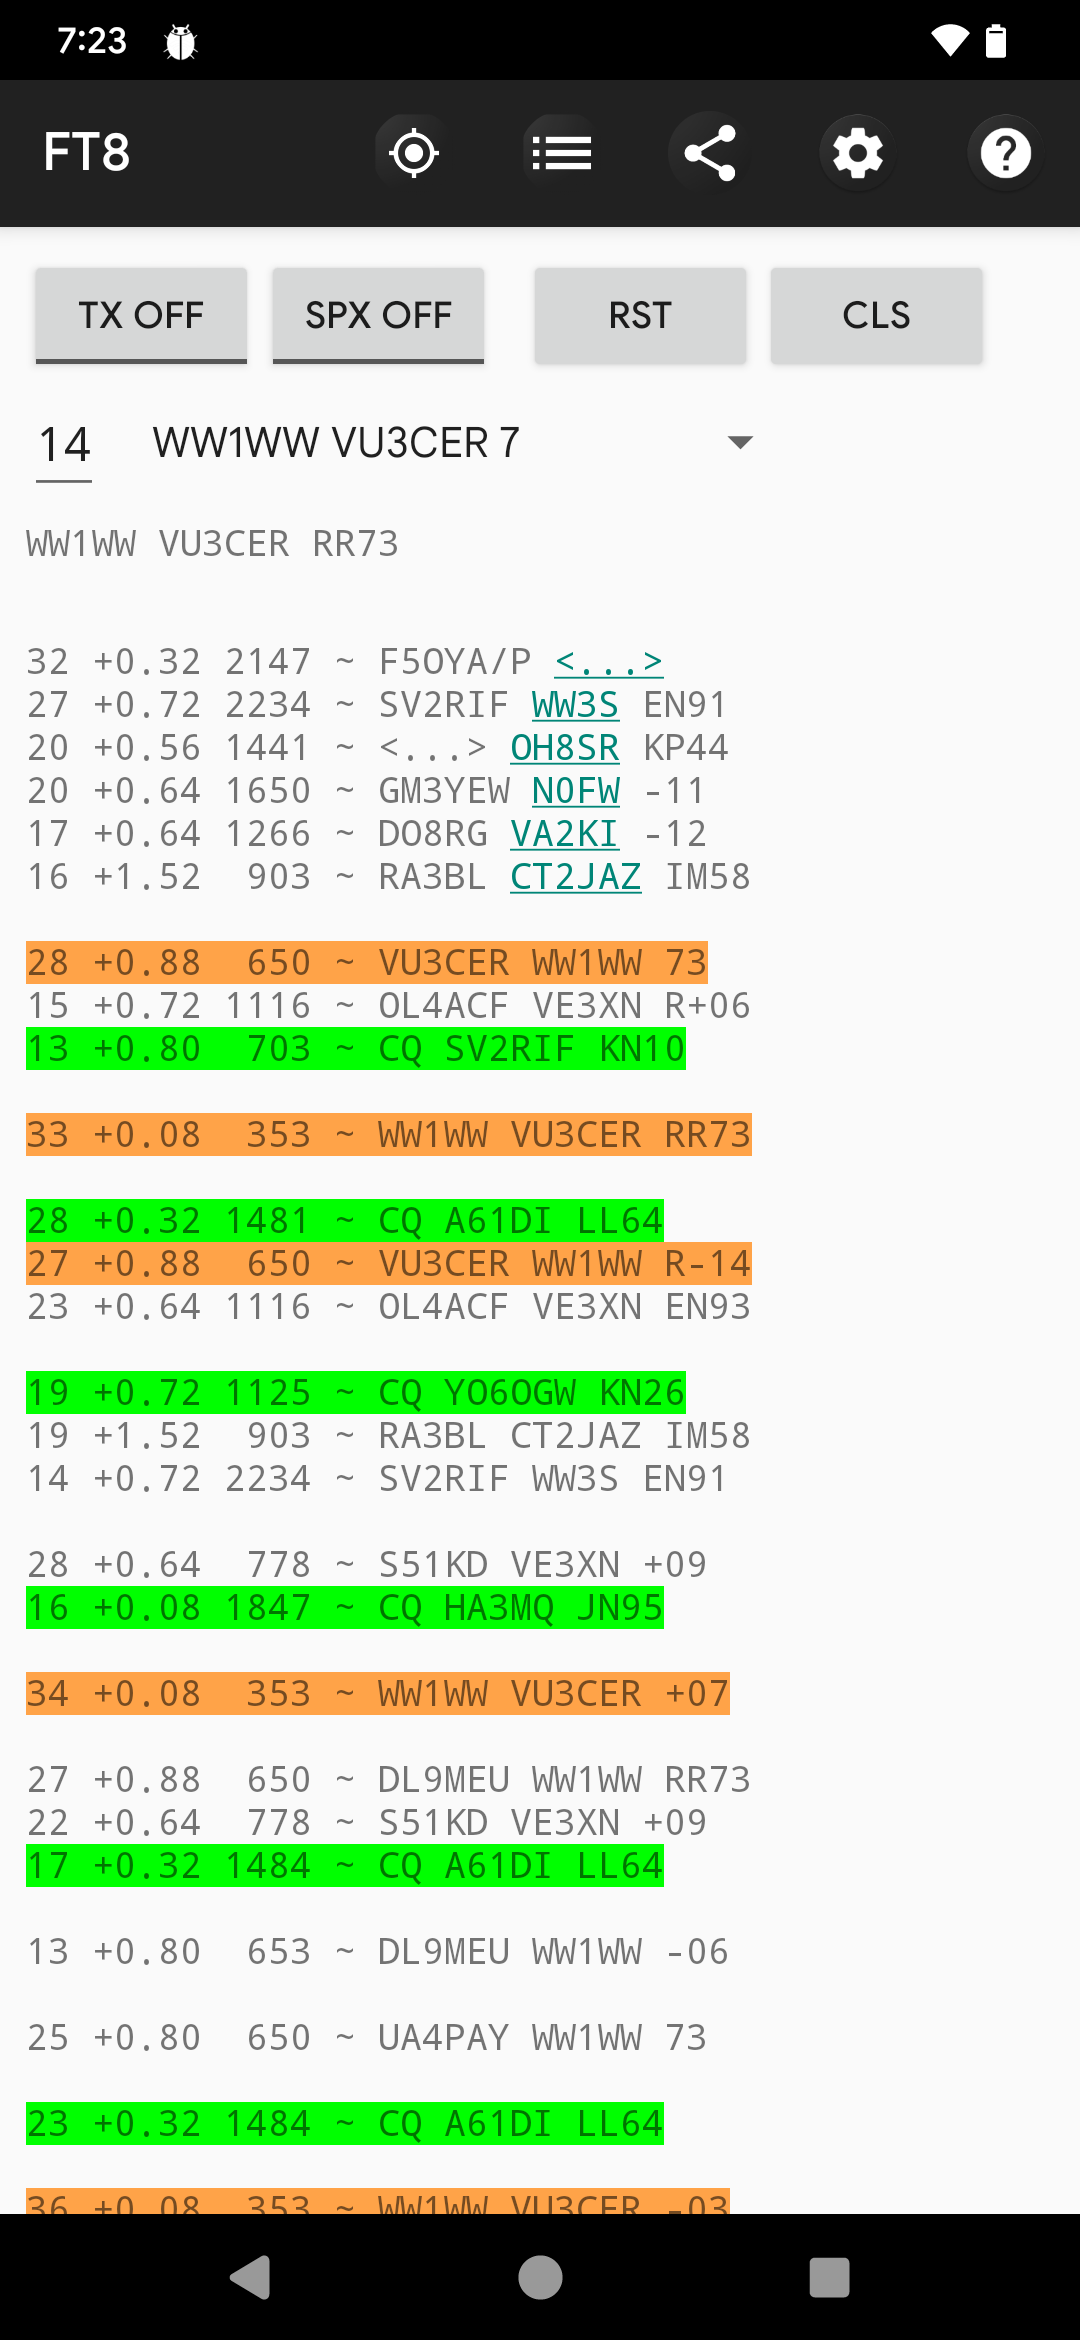 7:23
FT8
TX OFF SPX OFF RST CLS
14 WW1WW VU3CER 7
WW1WW VU3CER RR73
32 +0.32 2147 ~ F5OYA/P <...>
27 +0.72 2234 ~ SV2RIF WW3S EN91
20 +0.56 1441 ~ <...> OH8SR KP44
20 +0.64 1650 ~ GM3YEW N0FW -11
17 +0.64 1266 ~ DO8RG VA2KI -12
16 +1.52 903 ~ RA3BL CT2JAZ IM58
28 +0.88 650 ~ VU3CER WW1WW 73
15 +0.72 1116 ~ OL4ACF VE3XN R+06
13 +0.80 703 ~ CQ SV2RIF KN10
33 +0.08 353 ~ WW1WW VU3CER RR73
28 +0.32 1481 ~ CQ A61DI LL64
27 +0.88 650 ~ VU3CER WW1WW R-14
23 +0.64 1116 ~ OL4ACF VE3XN EN93
19 +0.72 1125 ~ CQ YO6OGW KN26
19 +1.52 903 ~ RA3BL CT2JAZ IM58
14 +0.72 2234 ~ SV2RIF WW3S EN91
28 +0.64 778 ~ S51KD VE3XN +09
16 +0.08 1847 ~ CQ HA3MQ JN95
34 +0.08 353 ~ WW1WW VU3CER +07
27 +0.88 650 ~ DL9MEU WW1WW RR73
22 +0.64 778 ~ S51KD VE3XN +09
17 +0.32 1484 ~ CQ A61DI LL64
13 +0.80 653 ~ DL9MEU WW1WW -06
25 +0.80 650 ~ UA4PAY WW1WW 73
23 +0.32 1484 ~ CQ A61DI LL64
36 +0.08 353 ~ WW1WW VU3CER -03